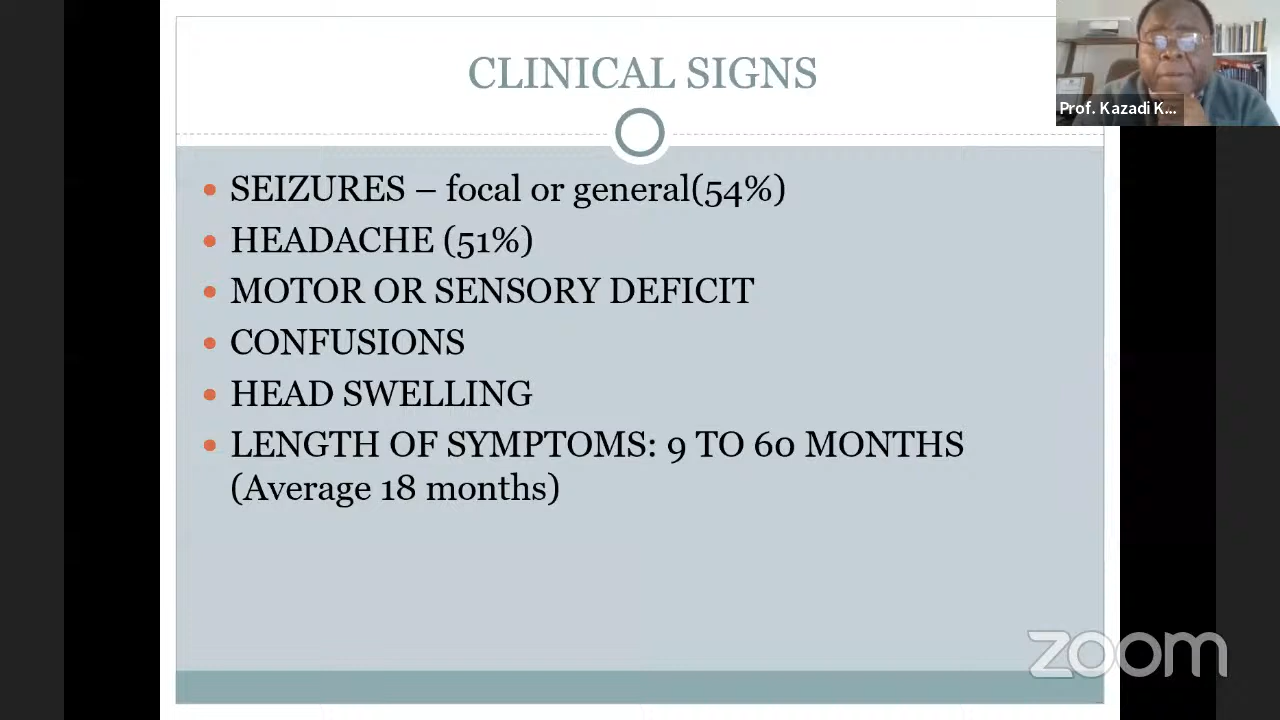 CLINICAL SIGNS
Prof. Kazadi K...
• SEIZURES – focal or general(54%)
• HEADACHE (51%)
• MOTOR OR SENSORY DEFICIT
• CONFUSIONS
• HEAD SWELLING
• LENGTH OF SYMPTOMS: 9 TO 60 MONTHS
(Average 18 months)
zoom